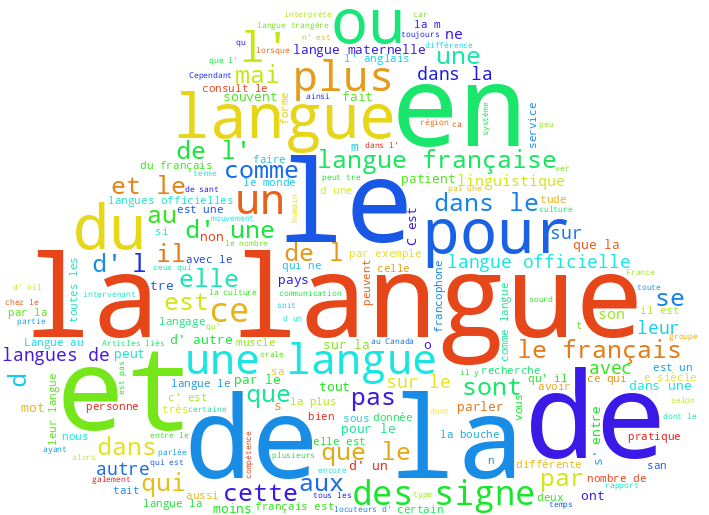 interprète
car
langue trangère
la m
ou
n' est
toujours
ne
qu
l'
langue maternelle
différence
lorsque
une
que l'
l' anglais
plus
Cependant
mai
dans la
consult le
souvent
ainsi
forme
fait
en
système
langue
région
ca
service
peu
m
dans l'
de l'
le
langue française
du français
comme
faire
ver
terme
peut tre
patient
linguistique
et le
de sant
un
le monde
d une
pas une
langues officielles
humain
dans le
tude
du
au
est une
mouvement
C est
culture
d' une
pour
si
non
le nombre
sur
il
de l
par exemple
que la
d' l
avec le
qui ne
francophone
France
toutes les
ceux qui
la
langue
peuvent
celle
langue officielle
d' oil
elle
pays
toute
tre
la culture
chez le
intervenant
est
communication
sourd
se
par la
ce
soit
son
il est
partie
langage
qu'
d un
comme langue
t
leur
groupe
Langue au
Articles liés
muscle
sur la
au Canada
o
langues de
peut
d' autre
orale
le français
est pas
une langue
il y
recherche
avec
est un
d
et
langue le
par le
sa
sur le
qu' il
ce qui
e siècle
c' est
tout
sont
avoir
dans une
leur langue
mot
personne
très
certaine
que
s
la plus
pas
dont
parler
vous
de
selon
bien
sous
donnée
dont le
nous
de la
pour le
la bouche
s' entre
pratique
dans
entre le
elle est
ayant
autre
alors
parlée
qui est
compétence
plusieurs
que le
n
différente
san
d' un
encore
par
nombre de
galement
qui
aux
rapport
tait
aussi
cette
tous les
des signe
type
deux
ont
langue la
moins
français est
locuteurs d'
certain
temps